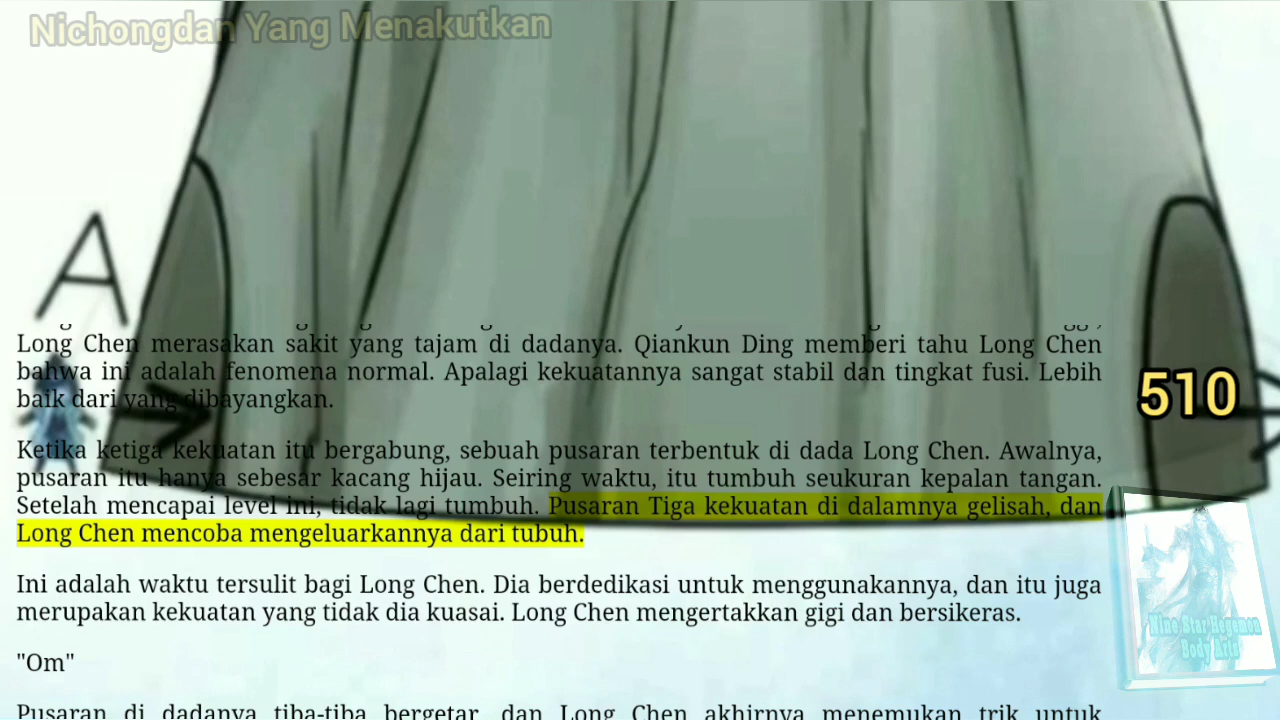 Nichongdan Yang Menakutkan
A
Long Chen merasakan sakit yang tajam di dadanya. Qiankun Ding memberi tahu Long Chen
bahwa ini adalah fenomena normal. Apalagi kekuatannya sangat stabil dan tingkat fusi. Lebih
baik dari yang dibayangkan.
510
Ketika ketiga kekuatan itu bergabung, sebuah pusaran terbentuk di dada Long Chen. Awalnya,
pusaran itu hanya sebesar kacang hijau. Seiring waktu, itu tumbuh seukuran kepalan tangan.
Setelah mencapai level ini, tidak lagi tumbuh. Pusaran Tiga kekuatan di dalamnya gelisah, dan
Long Chen mencoba mengeluarkannya dari tubuh.
Ini adalah waktu tersulit bagi Long Chen. Dia berdedikasi untuk menggunakannya, dan itu juga
merupakan kekuatan yang tidak dia kuasai. Long Chen mengertakkan gigi dan bersikeras.
Nine Star Hegemon
Body Arts
"Om"
Pusaran di dadanya tiba-tiba bergetar, dan Long Chen akhirnya menemukan trik untuk